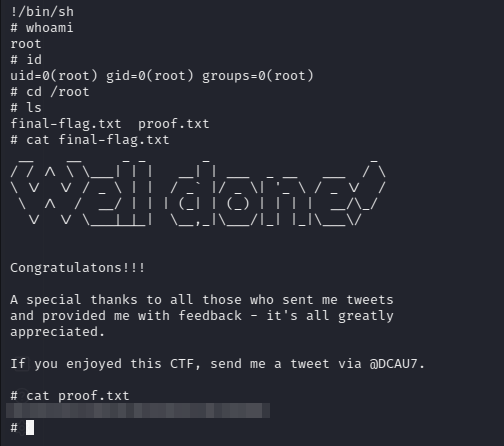 !/bin/sh
# whoami
root
# id
uid=0(root) gid=0(root) groups=0(root)
# cd /root
# ls
final-flag.txt  proof.txt
# cat final-flag.txt
Well done!
Congratulatons!!!
A special thanks to all those who sent me tweets
and provided me with feedback - it's all greatly
appreciated.
If you enjoyed this CTF, send me a tweet via @DCAU7.
# cat proof.txt
#